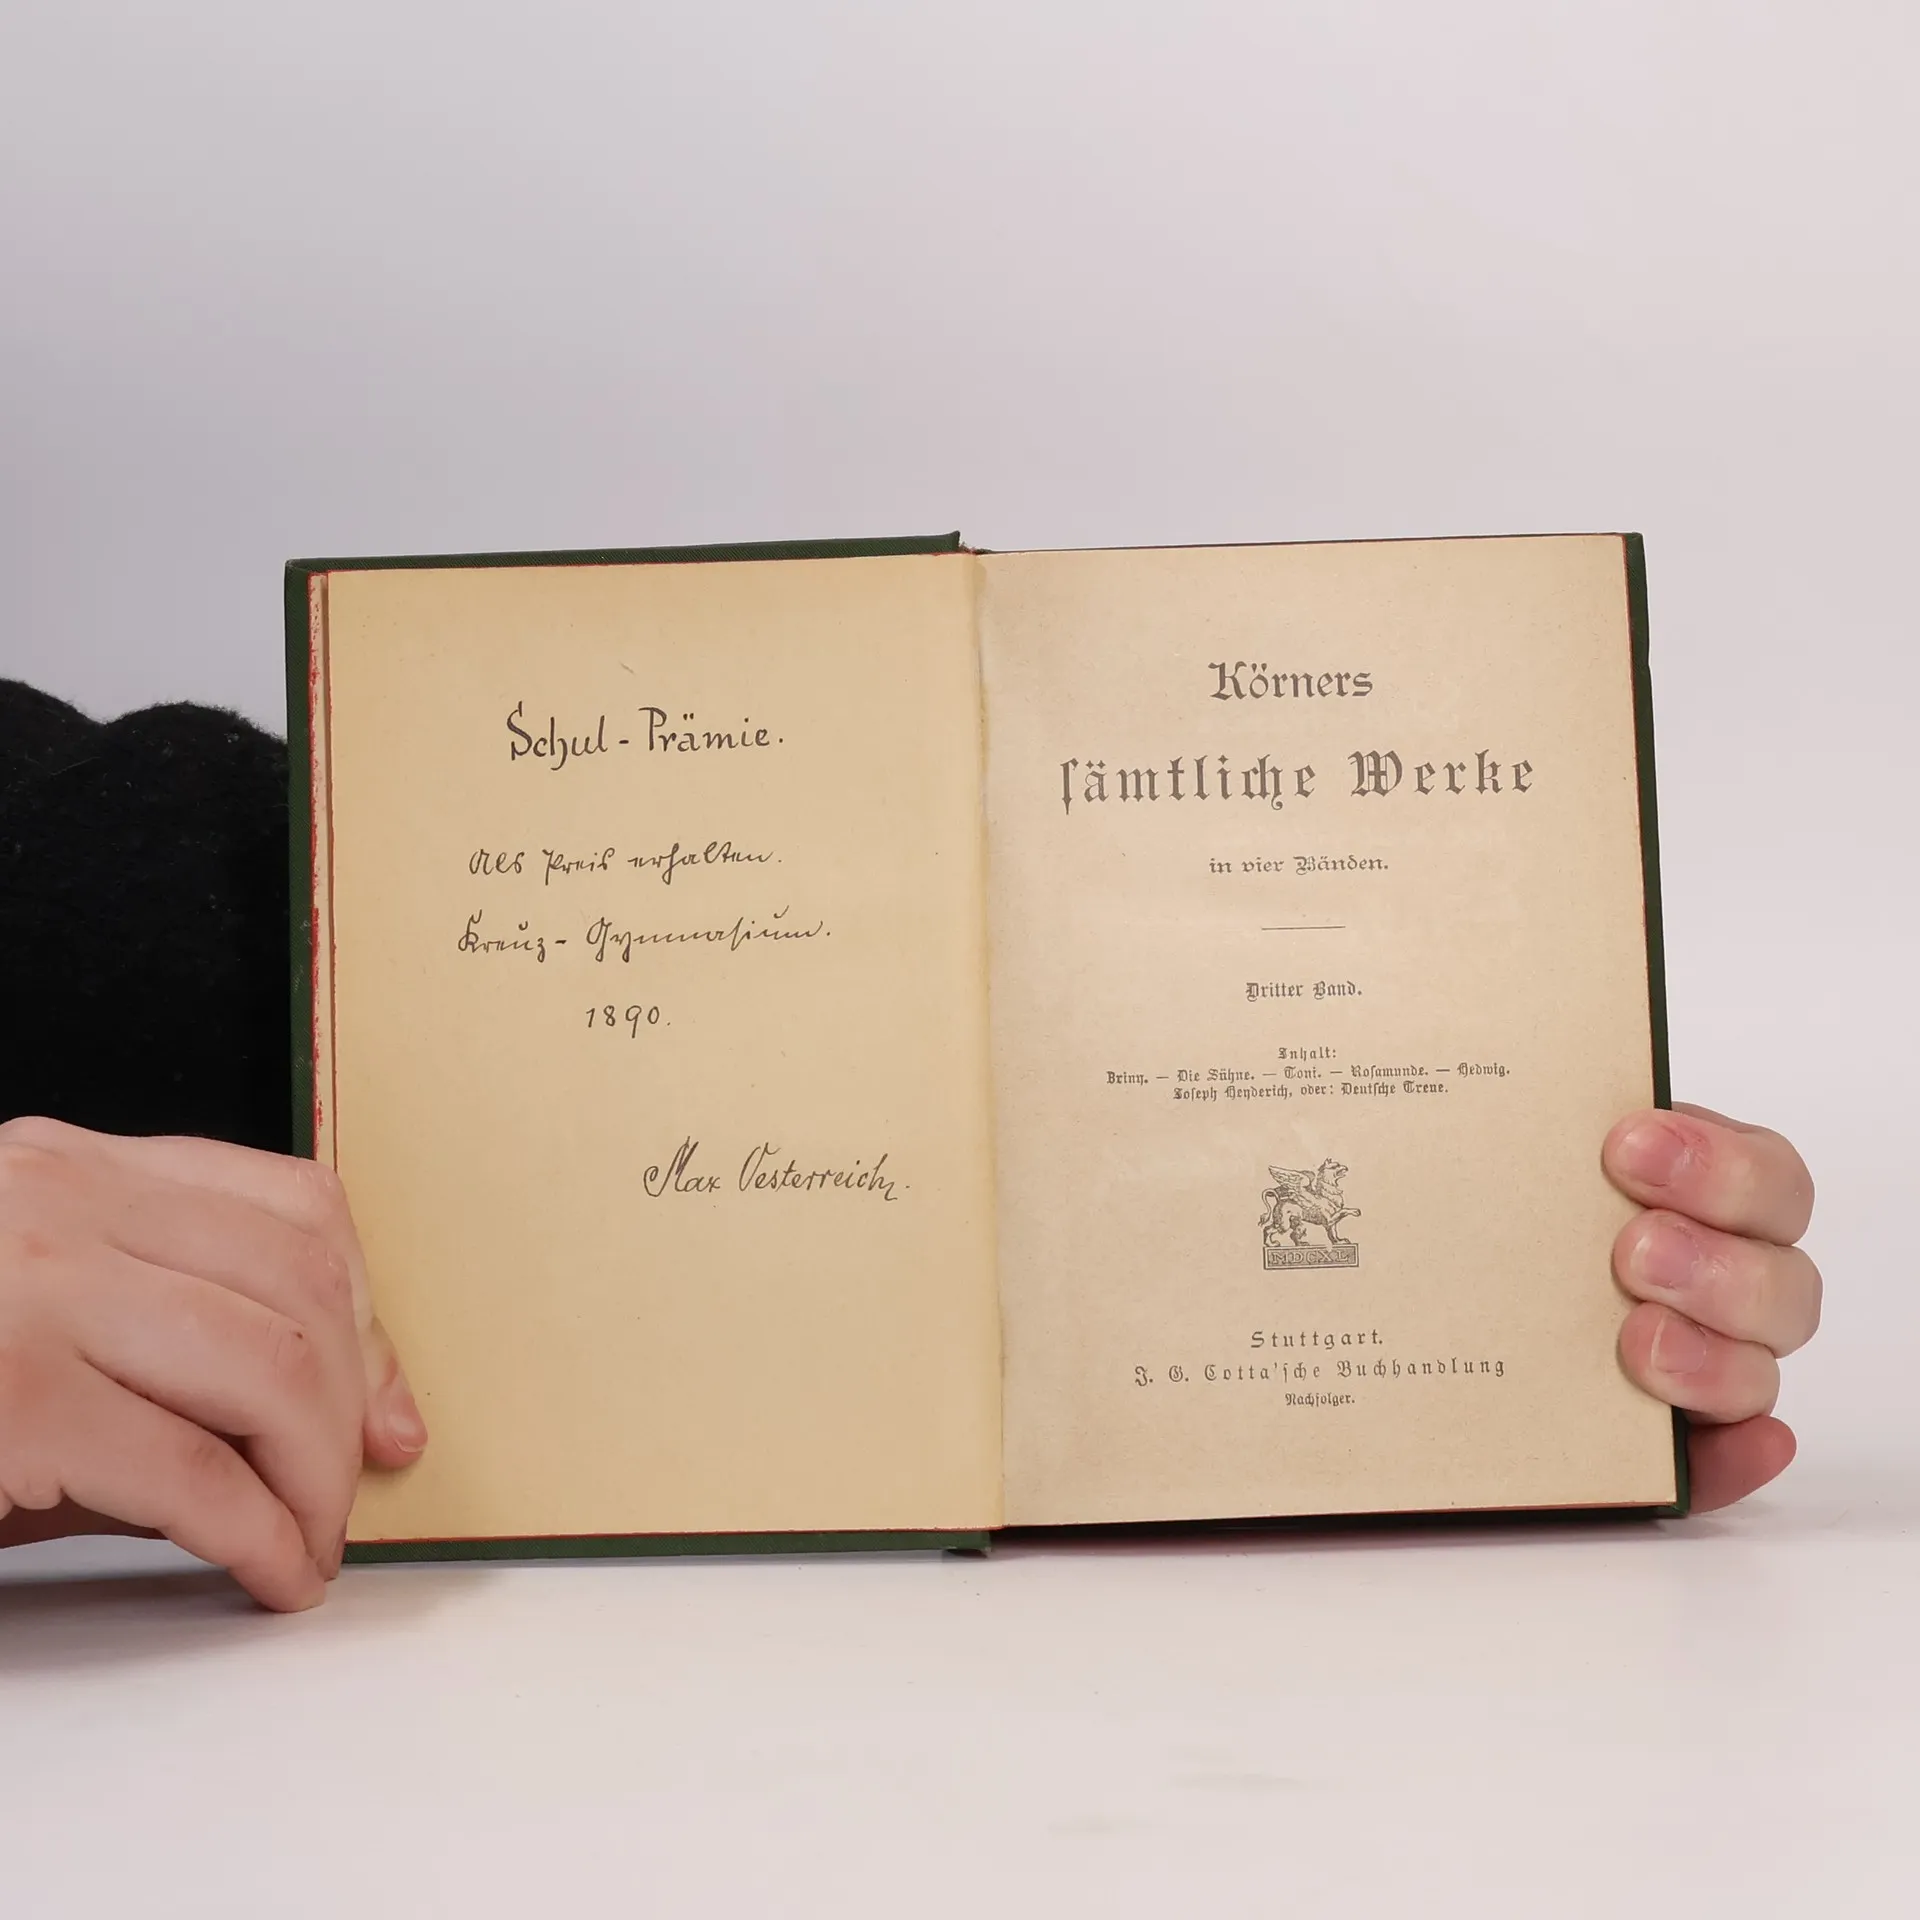 Schul-Prämie.
Als Preis erhalten.
Kreuz-Gymnasium.
1890.
Max Oesterreich.
Körners
sämtliche Werke
in vier Bänden.
Dritter Band.
Inhalt:
Zriny. — Die Sühne. — Toni. — Rosamunde. — Hedwig.
Joseph Heyderich, oder: Deutsche Treue.
MDCXL
Stuttgart.
J. G. Cotta'sche Buchhandlung
Nachfolger.